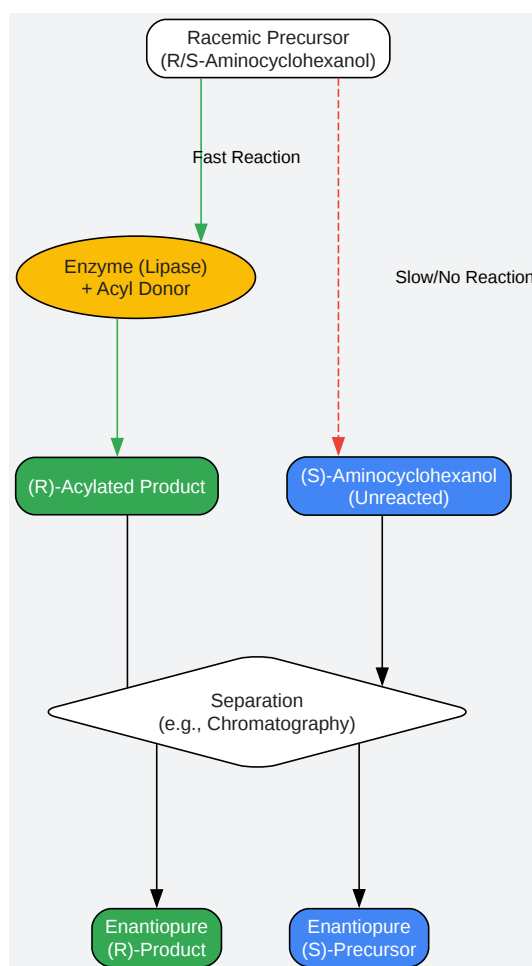 Racemic Precursor
(R/S-Aminocyclohexanol)
Fast Reaction
Enzyme (Lipase)
+ Acyl Donor
Slow/No Reaction
(R)-Acylated Product
(S)-Aminocyclohexanol
(Unreacted)
Separation
(e.g., Chromatography)
Enantiopure
(R)-Product
Enantiopure
(S)-Precursor